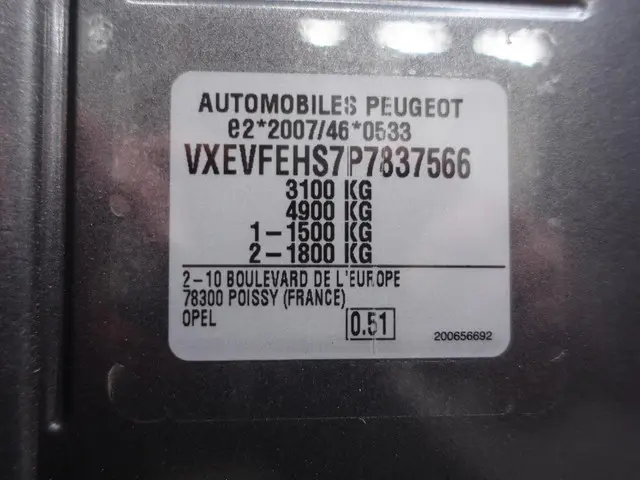 AUTOMOBILES PEUGEOT
e2*2007/46*0533
VXEVFEHS7P7837566
3100 KG
4900 KG
1-1500 KG
2-1800 KG
2-10 BOULEVARD DE L'EUROPE
78300 POISSY (FRANCE)
OPEL 0.51 200656692